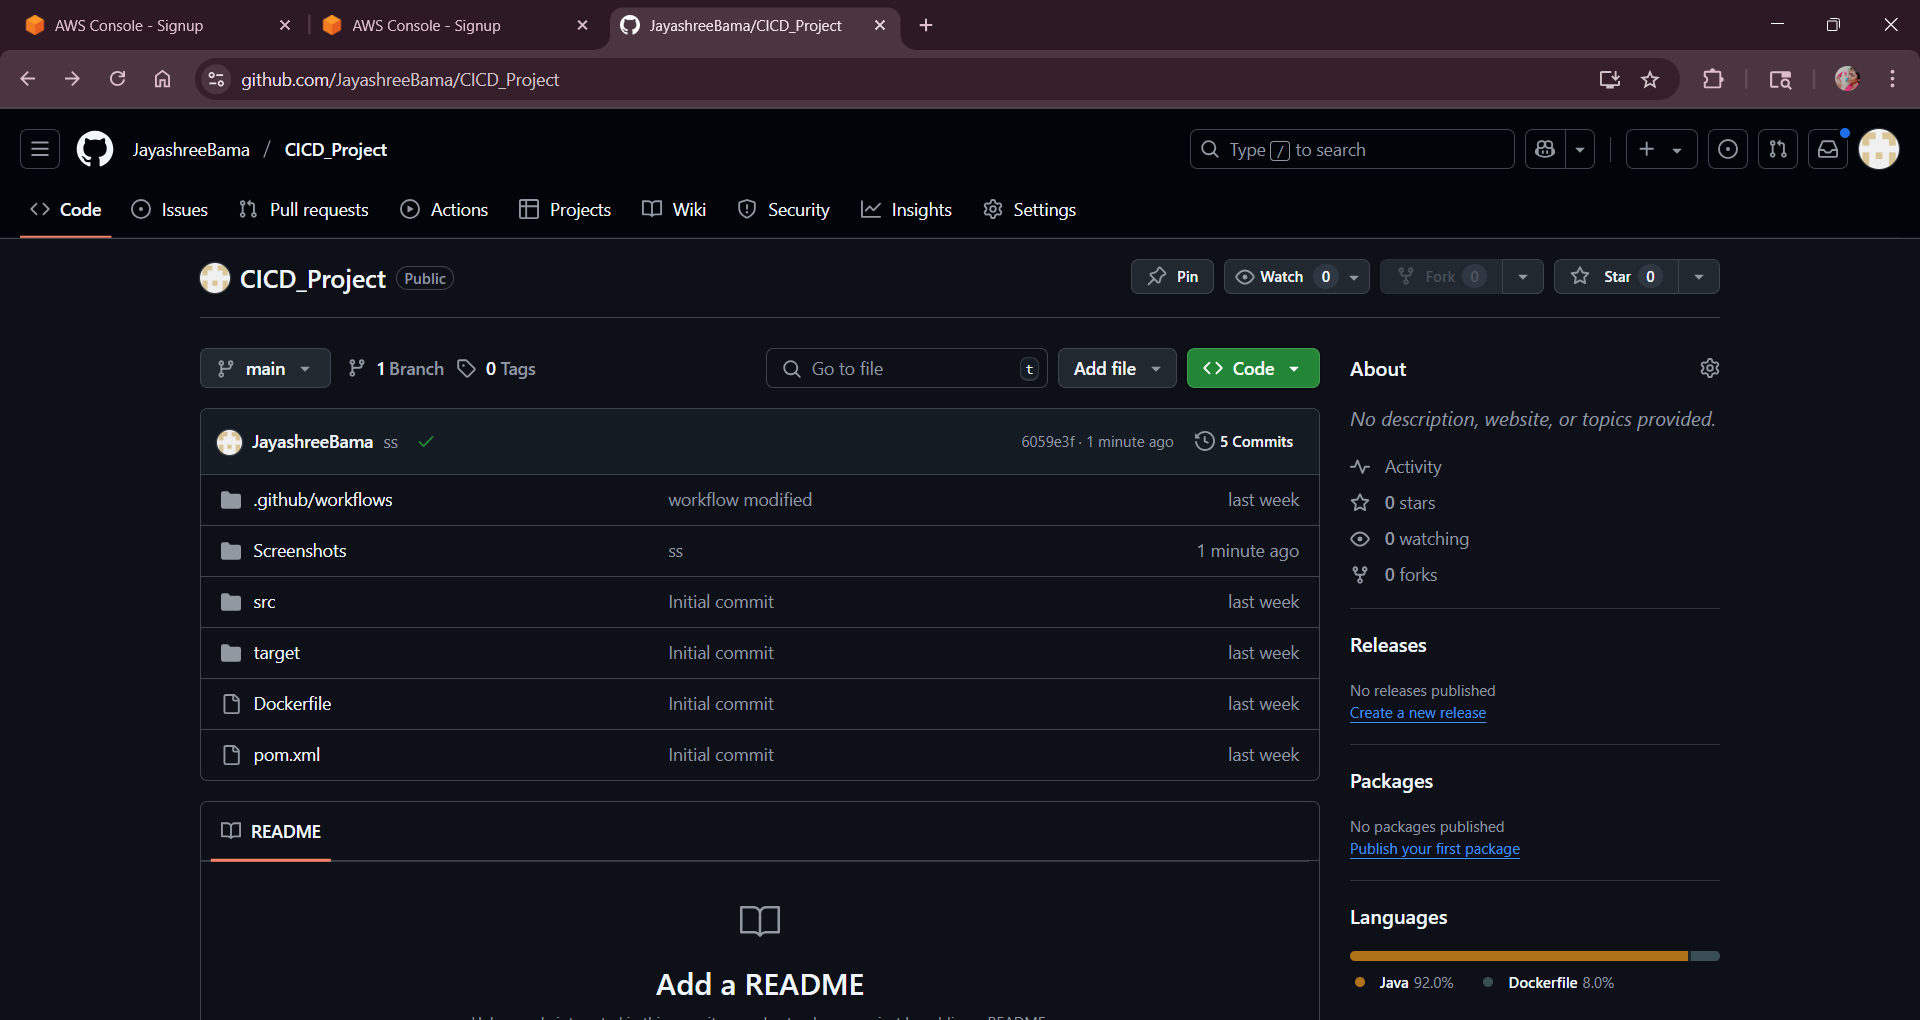 AWS Console - Signup
AWS Console - Signup
JayashreeBama/CICD_Project
github.com/JayashreeBama/CICD_Project
JayashreeBama / CICD_Project
Type / to search
Code
Issues
Pull requests
Actions
Projects
Wiki
Security
Insights
Settings
CICD_Project Public
Pin
Watch 0
Fork 0
Star 0
main
1 Branch
0 Tags
Go to file t
Add file
Code
JayashreeBama ss
6059e3f · 1 minute ago
5 Commits
.github/workflows workflow modified last week
Screenshots ss 1 minute ago
src Initial commit last week
target Initial commit last week
Dockerfile Initial commit last week
pom.xml Initial commit last week
README
Add a README
About
No description, website, or topics provided.
Activity
0 stars
0 watching
0 forks
Releases
No releases published
Create a new release
Packages
No packages published
Publish your first package
Languages
Java 92.0%
Dockerfile 8.0%